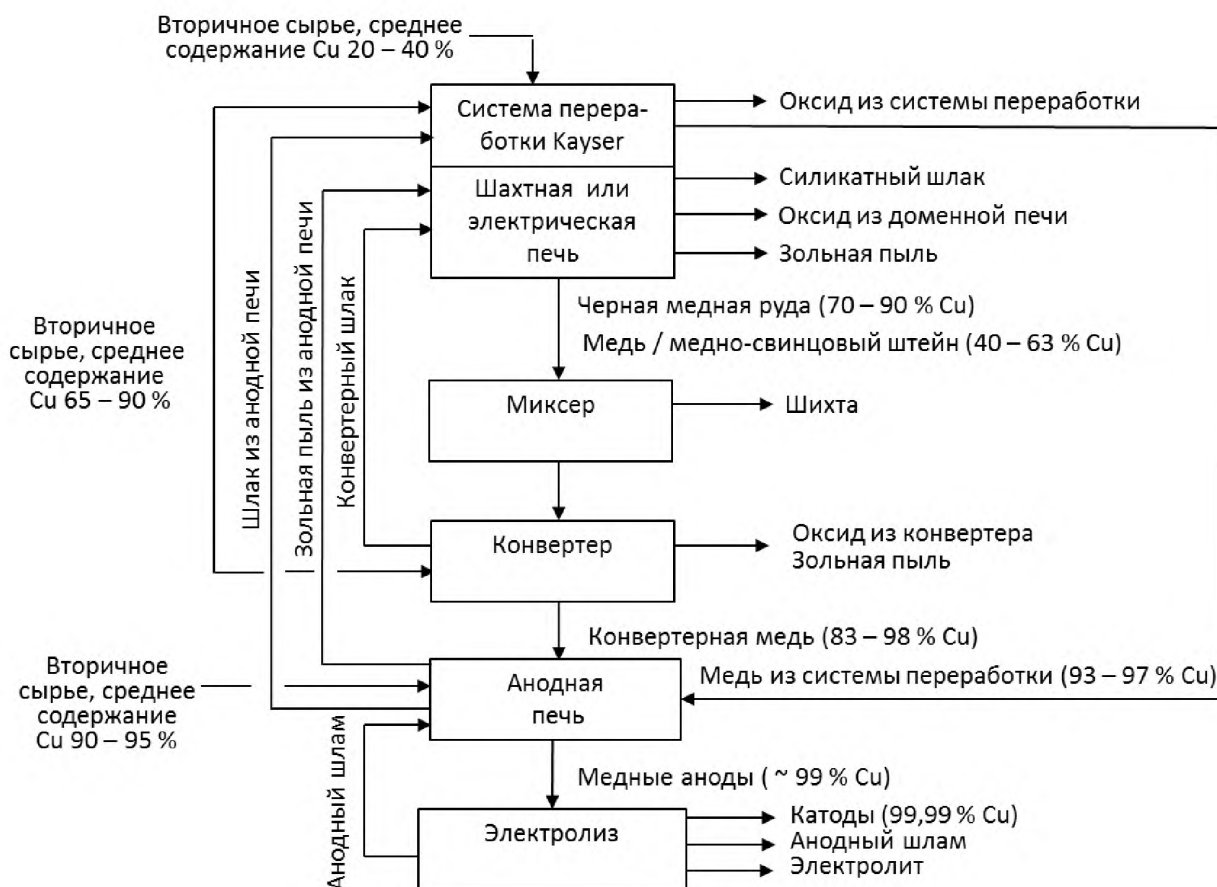 Вторичное сырье, среднее
содержание Cu 20 – 40 %
Система перера-
ботки Kayser
Оксид из системы переработки
Шахтная или
электрическая
печь
Силикатный шлак
Оксид из доменной печи
Зольная пыль
Черная медная руда (70 – 90 % Cu)
Медь / медно-свинцовый штейн (40 – 63 % Cu)
Вторичное
сырье, среднее
содержание
Cu 65 – 90 %
Шлак из анодной печи
Зольная пыль из анодной печи
Конвертерный шлак
Миксер
Шихта
Конвертер
Оксид из конвертера
Зольная пыль
Конвертерная медь (83 – 98 % Cu)
Вторичное
сырье, среднее
содержание
Cu 90 – 95 %
Анодная
печь
Медь из системы переработки (93 – 97 % Cu)
Анодный шлам
Медные аноды ( ~ 99 % Cu)
Электролиз
Катоды (99,99 % Cu)
Анодный шлам
Электролит